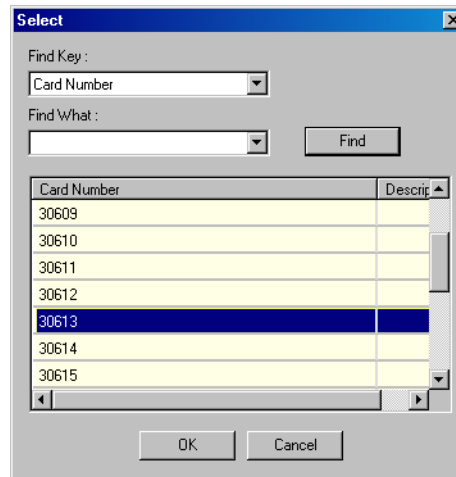 Select
Find Key :
Card Number
Find What :
Find
Card Number Descrip
30609
30610
30611
30612
30613
30614
30615
OK Cancel